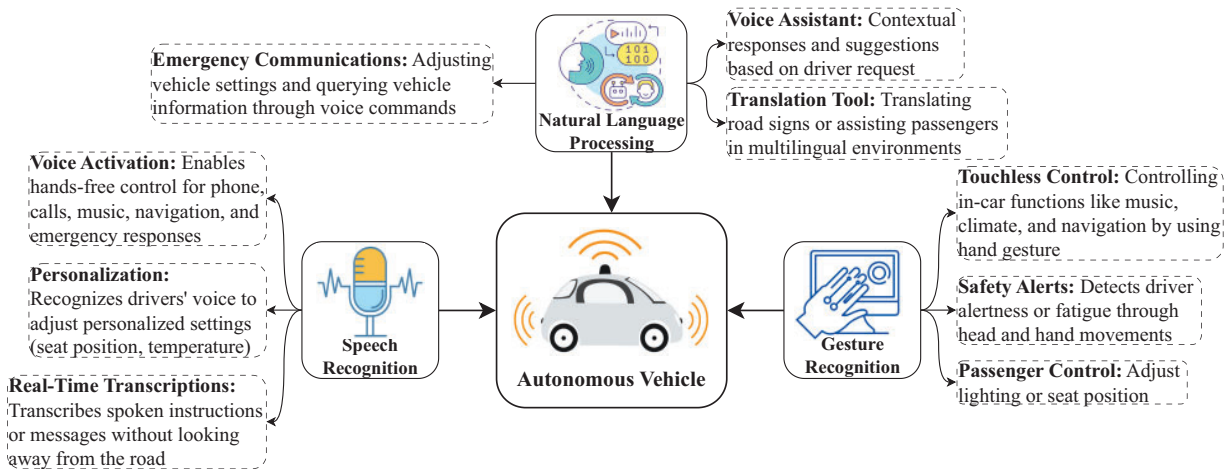 Emergency Communications: Adjusting
vehicle settings and querying vehicle
information through voice commands
101
100
Natural Language
Processing
Voice Assistant: Contextual
responses and suggestions
based on driver request
Translation Tool: Translating
road signs or assisting passengers
in multilingual environments
Voice Activation: Enables
hands-free control for phone,
calls, music, navigation, and
emergency responses
Personalization:
Recognizes drivers' voice to
adjust personalized settings
(seat position, temperature)
Real-Time Transcriptions:
Transcribes spoken instructions
or messages without looking
away from the road
Speech
Recognition
Autonomous Vehicle
Gesture
Recognition
Touchless Control: Controlling
in-car functions like music,
climate, and navigation by using
hand gesture
Safety Alerts: Detects driver
alertness or fatigue through
head and hand movements
Passenger Control: Adjust
lighting or seat position